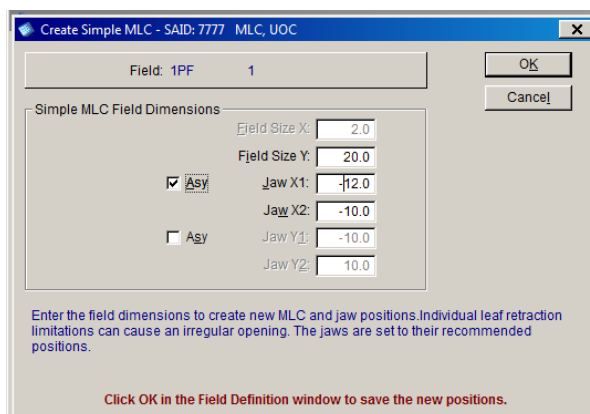 Create Simple MLC - SAID: 7777 MLC, UOC
Field: 1PF 1
OK
Cancel
Simple MLC Field Dimensions
Field Size X: 2.0
Field Size Y: 20.0
Asy Jaw X1: -12.0
Jaw X2: -10.0
Asy Jaw Y1: -10.0
Jaw Y2: 10.0
Enter the field dimensions to create new MLC and jaw positions.Individual leaf retraction
limitations can cause an irregular opening. The jaws are set to their recommended
positions.
Click OK in the Field Definition window to save the new positions.